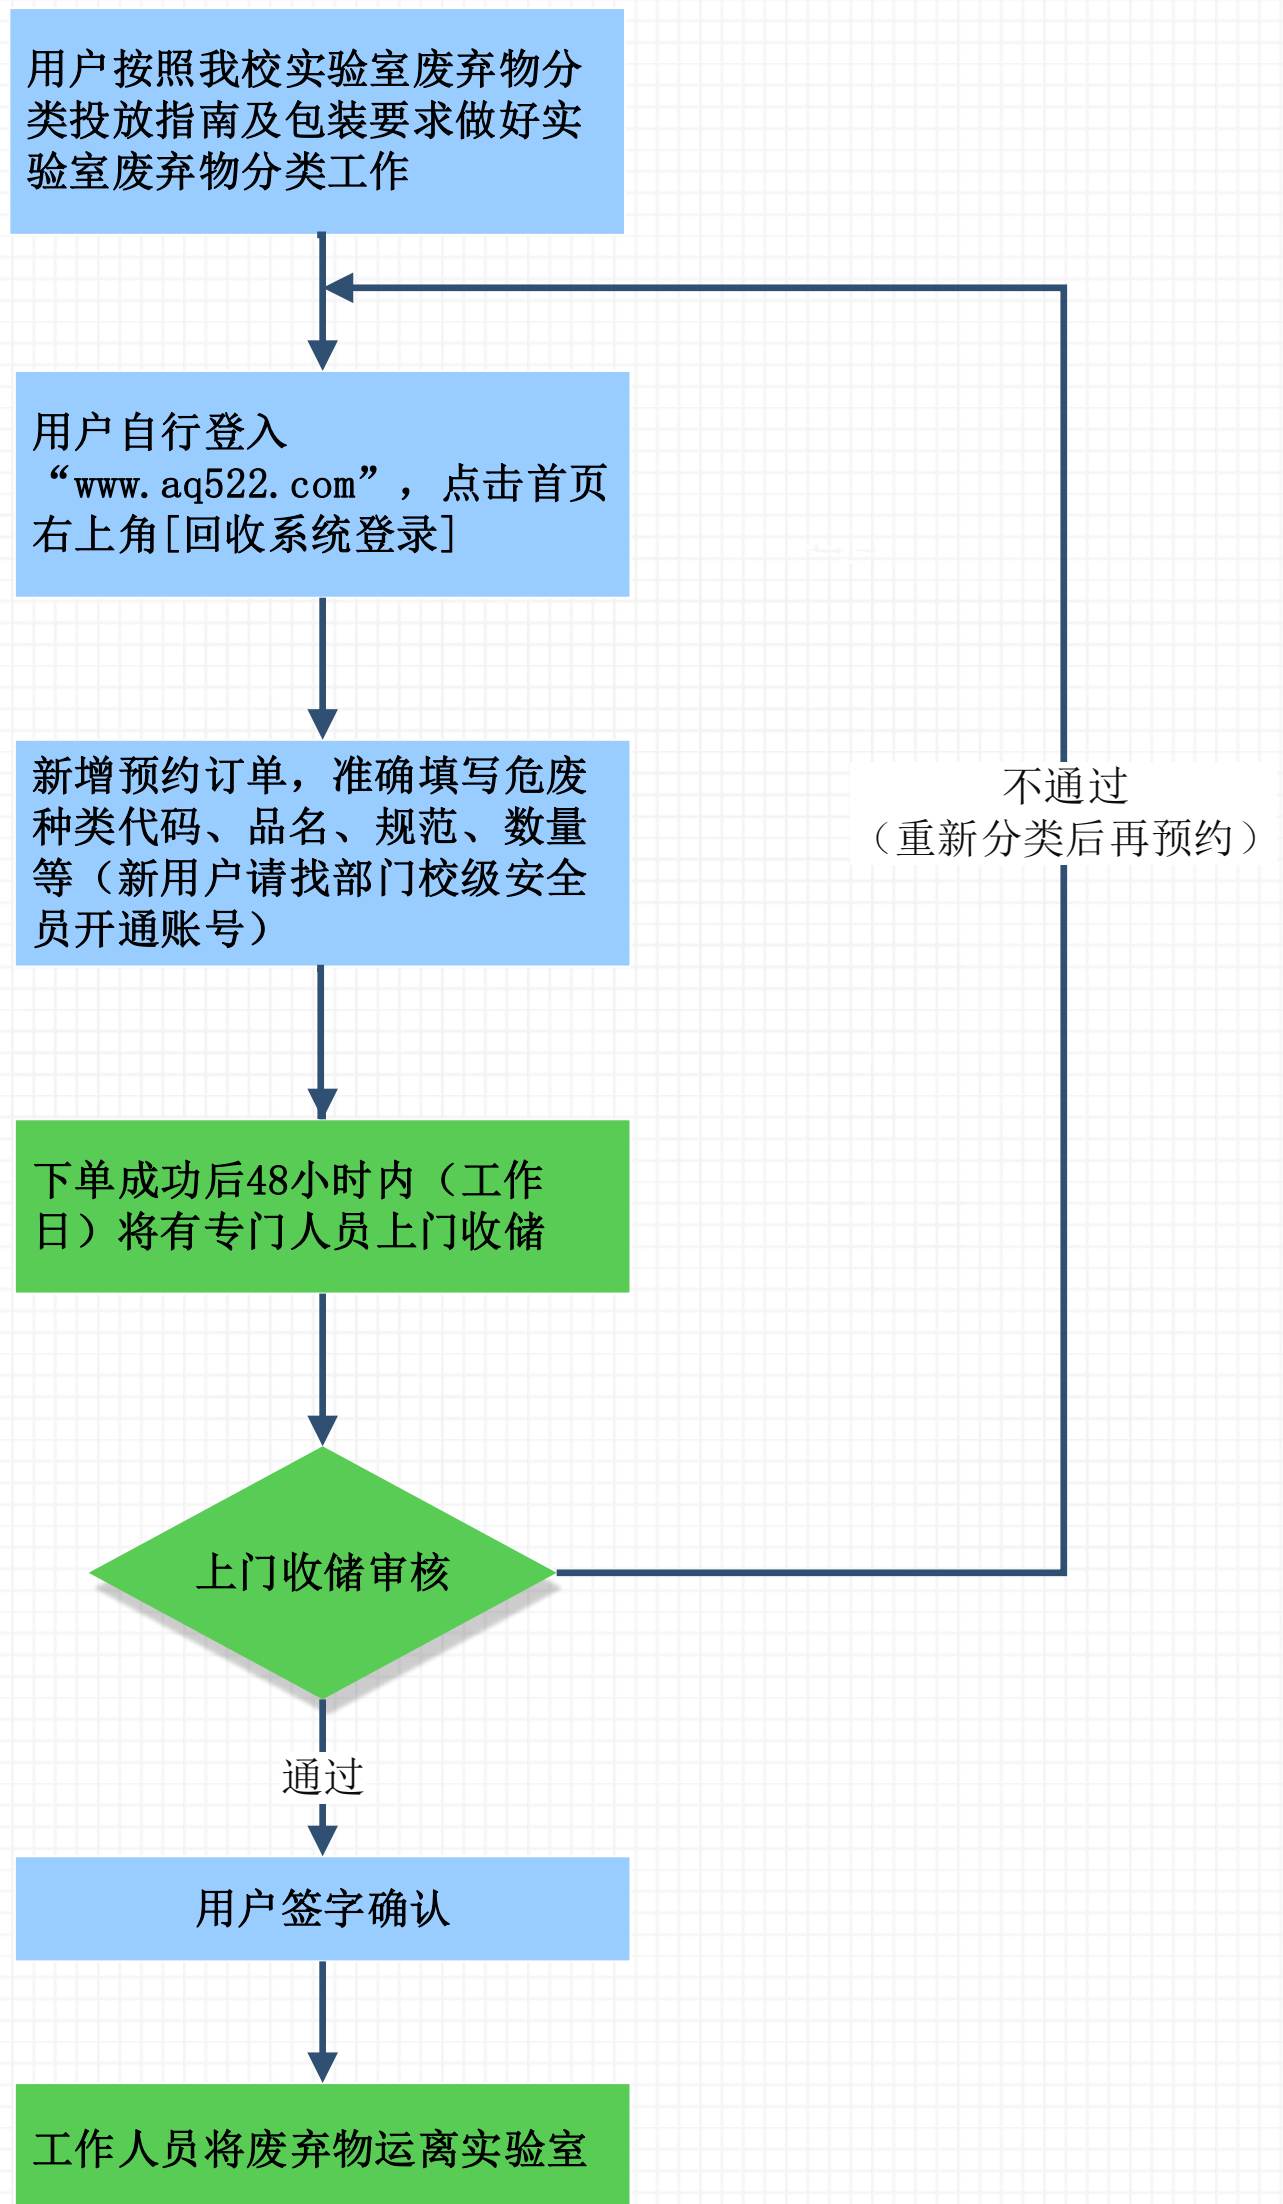 用户按照我校实验室废弃物分
类投放指南及包装要求做好实
验室废弃物分类工作
用户自行登入
“www.aq522.com”，点击首页
右上角[回收系统登录]
新增预约订单，准确填写危废
种类代码、品名、规范、数量
等（新用户请找部门校级安全
员开通账号）
不通过
（重新分类后再预约）
下单成功后48小时内（工作
日）将有专门人员上门收储
上门收储审核
通过
用户签字确认
工作人员将废弃物运离实验室